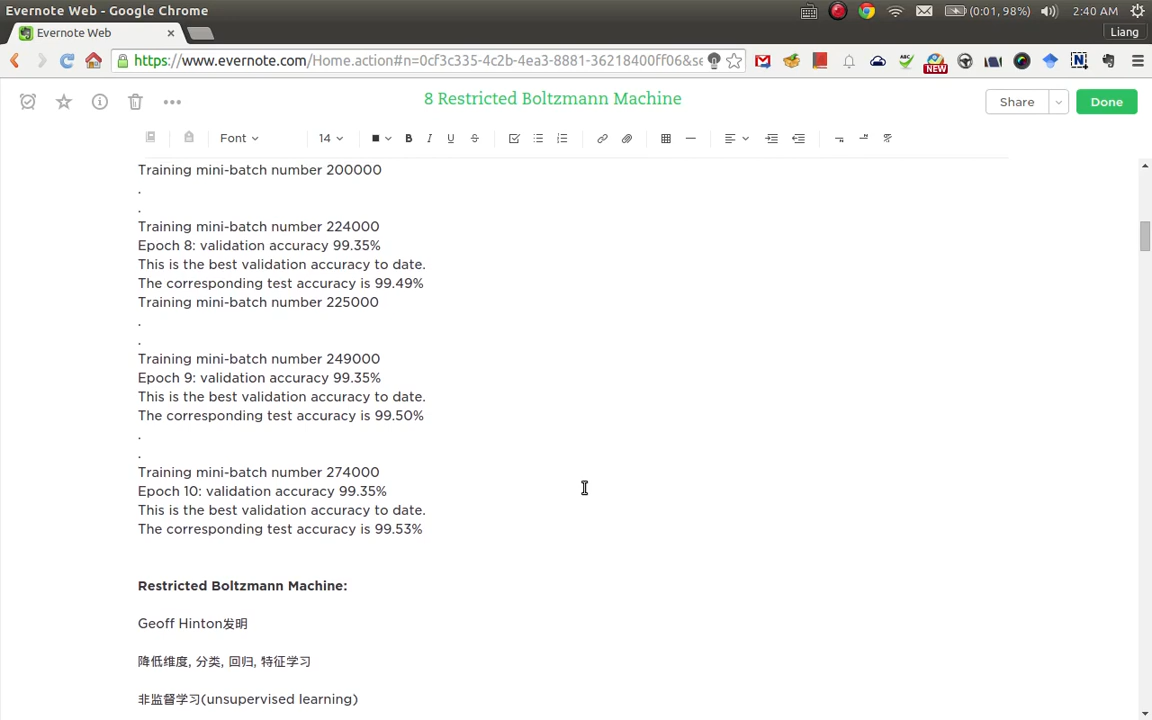 Evernote Web - Google Chrome
(0:01, 98%)
2:40 AM
Evernote Web
Liang
https://www.evernote.com/Home.action#n=0cf3c335-4c2b-4ea3-8881-36218400ff06&se
NEW
8 Restricted Boltzmann Machine
Share
Done
Font
14
Training mini-batch number 200000
.
.
Training mini-batch number 224000
Epoch 8: validation accuracy 99.35%
This is the best validation accuracy to date.
The corresponding test accuracy is 99.49%
Training mini-batch number 225000
.
.
Training mini-batch number 249000
Epoch 9: validation accuracy 99.35%
This is the best validation accuracy to date.
The corresponding test accuracy is 99.50%
.
.
Training mini-batch number 274000
Epoch 10: validation accuracy 99.35%
This is the best validation accuracy to date.
The corresponding test accuracy is 99.53%
Restricted Boltzmann Machine:
Geoff Hinton发明
降低维度, 分类, 回归, 特征学习
非监督学习(unsupervised learning)